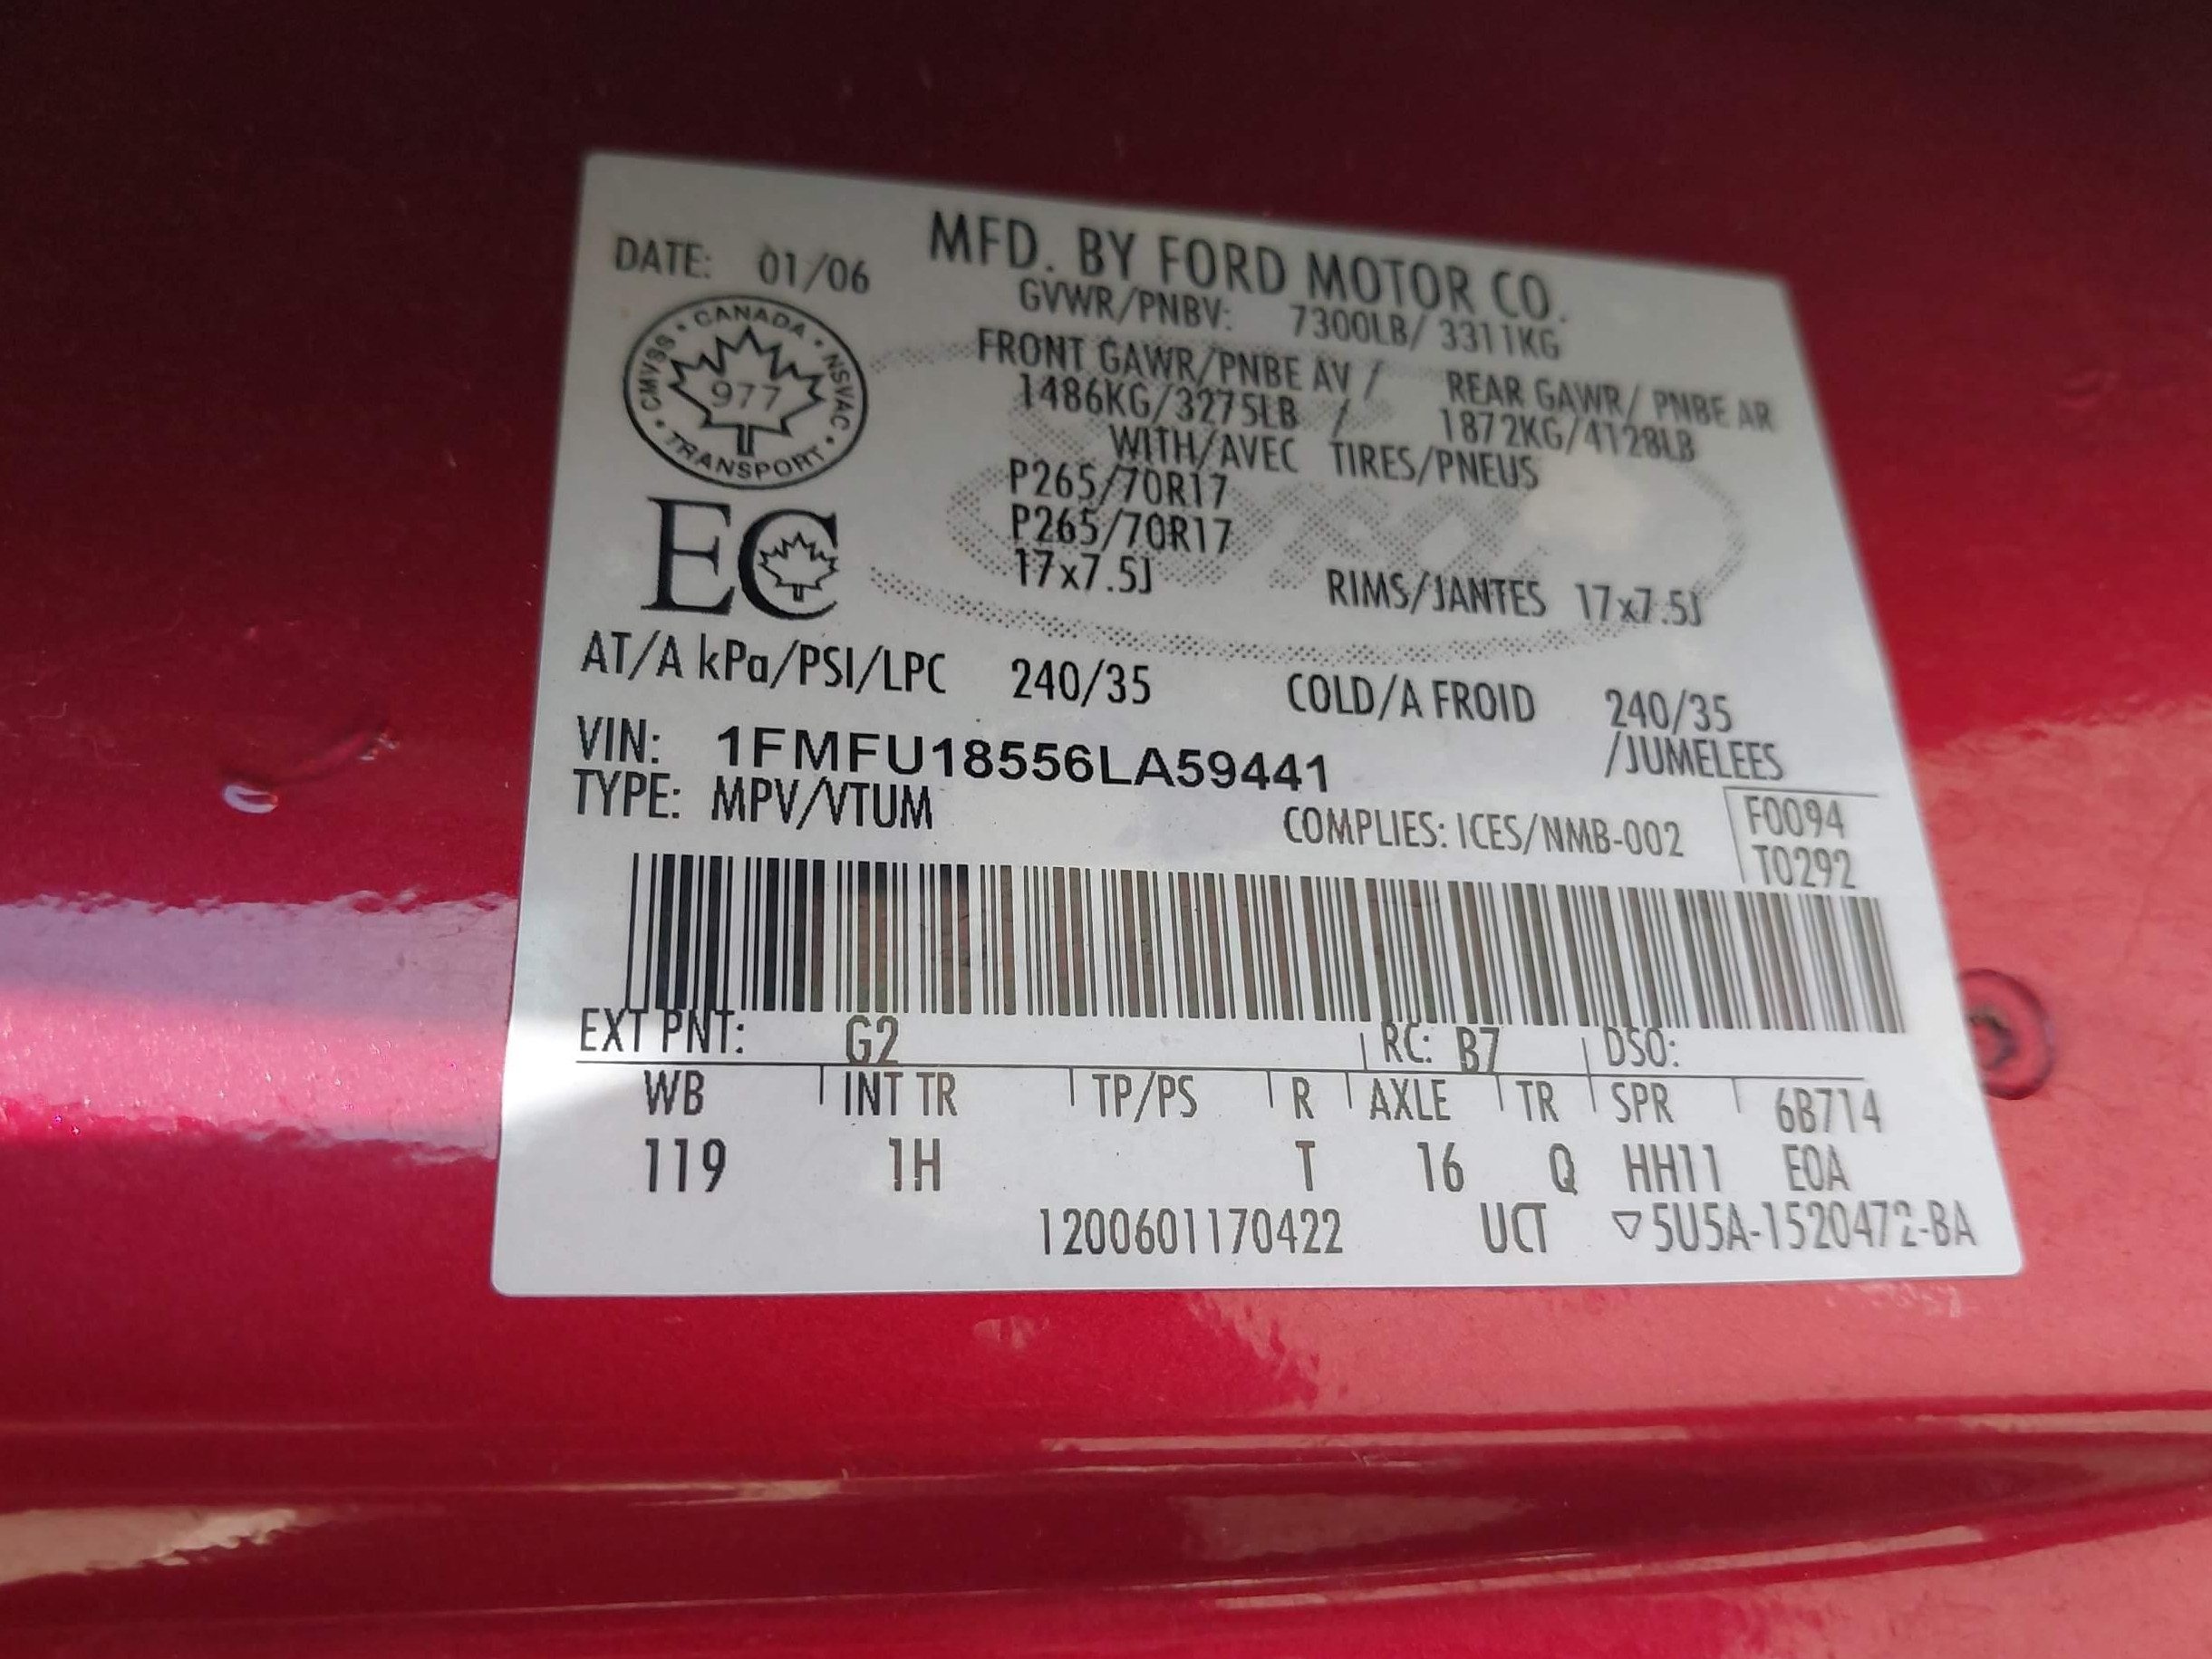 MFD. BY FORD MOTOR CO.
DATE: 01/06
GVWR/PNBV: 7300LB/ 3311KG
FRONT GAWR/PNBE AV / REAR GAWR/ PNBE AR
1486KG/3275LB / 1872KG/4128LB
WITH/AVEC TIRES/PNEUS
P265/70R17
P265/70R17
17x7.5J RIMS/JANTES 17x7.5J
CANADA • NSVAC • TRANSPORT • CMVSS •
977
EC
AT/A kPa/PSI/LPC 240/35 COLD/A FROID 240/35
/JUMELEES
VIN: 1FMFU18556LA59441
TYPE: MPV/VTUM
COMPLIES: ICES/NMB-002
F0094
T0292
EXT PNT: G2 RC: B7 DSO:
WB INT TR TP/PS R AXLE TR SPR 6B714
119 1H T 16 Q HH11 EOA
1200601170422 UCT ▽5U5A-1520472-BA